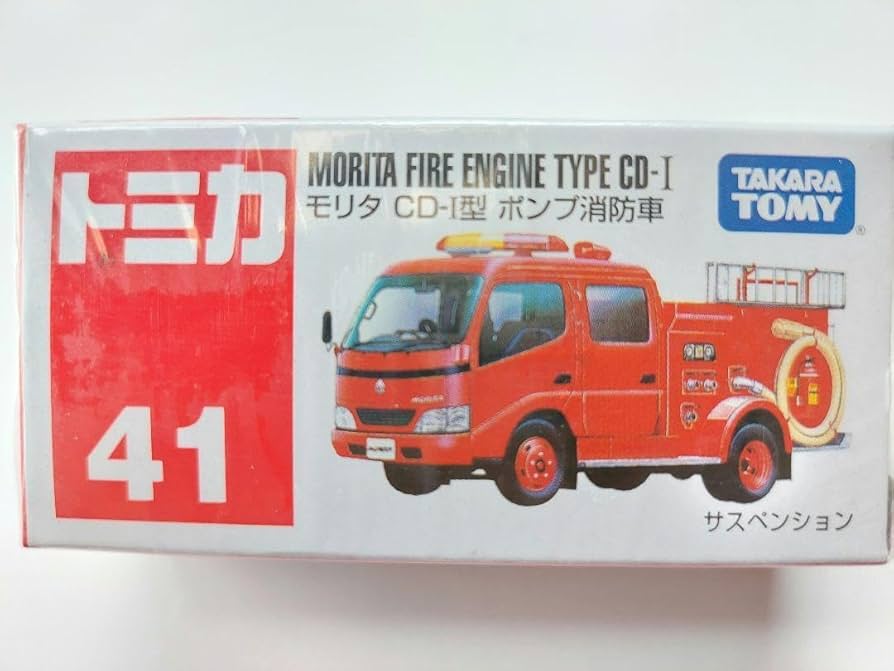 トミカ
41
MORITA FIRE ENGINE TYPE CD-I
モリタ CD-I型 ポンプ消防車
TAKARA
TOMY
®
MORITA
サスペンション